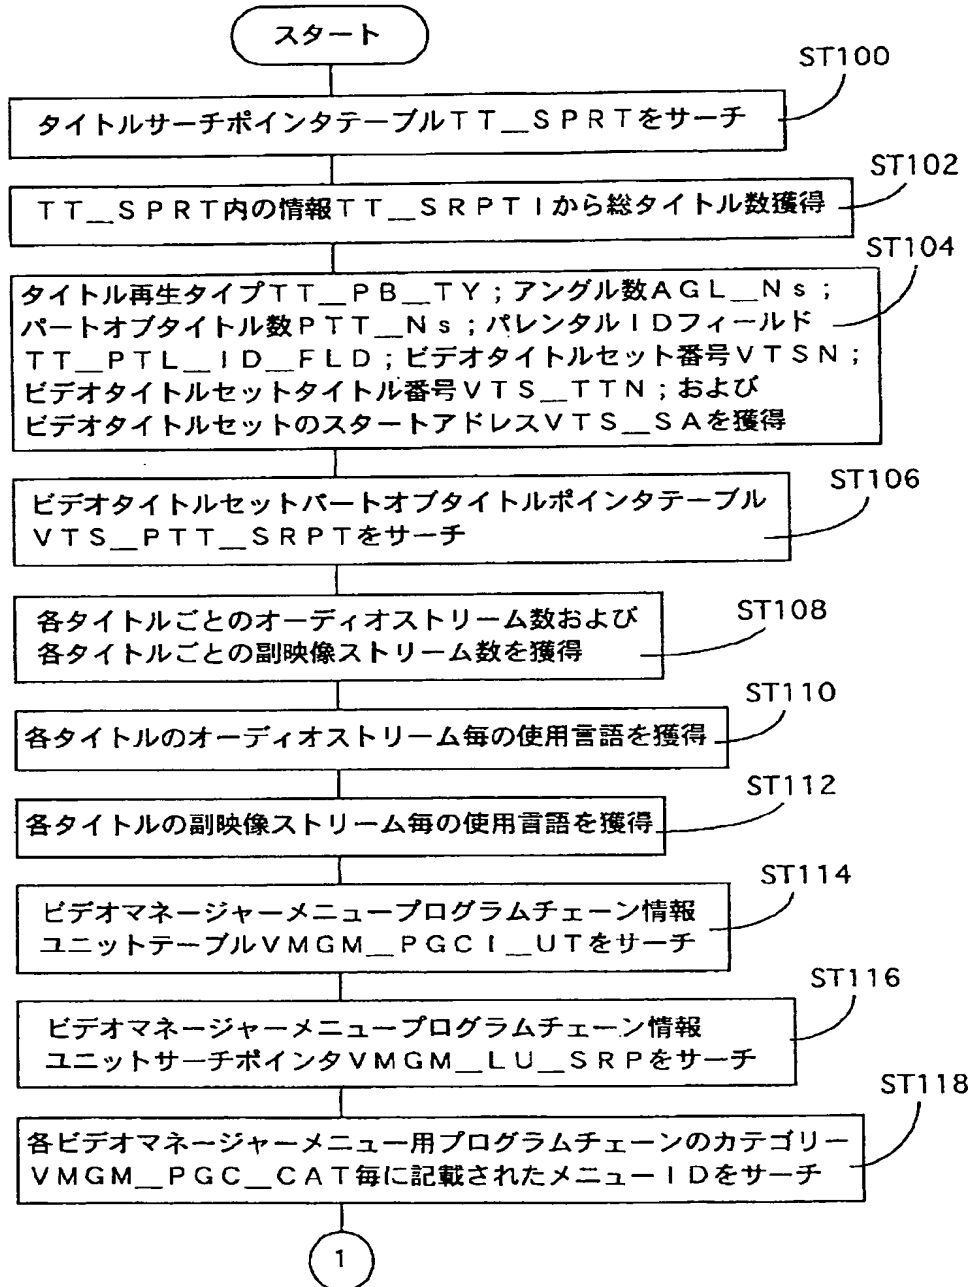 スタート
ST100
タイトルサーチポインタテーブルTT__SPRTをサーチ
ST102
TT__SPRT内の情報TT__SRPTIから総タイトル数獲得
ST104
タイトル再生タイプTT__PB__TY;アングル数AGL__Ns;
パートオブタイトル数PTT__Ns;パレンタルIDフィールド
TT__PTL__ID__FLD;ビデオタイトルセット番号VTSN;
ビデオタイトルセットタイトル番号VTS__TTN;および
ビデオタイトルセットのスタートアドレスVTS__SAを獲得
ST106
ビデオタイトルセットパートオブタイトルポインタテーブル
VTS__PTT__SRPTをサーチ
ST108
各タイトルごとのオーディオストリーム数および
各タイトルごとの副映像ストリーム数を獲得
ST110
各タイトルのオーディオストリーム毎の使用言語を獲得
ST112
各タイトルの副映像ストリーム毎の使用言語を獲得
ST114
ビデオマネージャーメニュープログラムチェーン情報
ユニットテーブルVMGM__PGCI__UTをサーチ
ST116
ビデオマネージャーメニュープログラムチェーン情報
ユニットサーチポインタVMGM__LU__SRPをサーチ
ST118
各ビデオマネージャーメニュー用プログラムチェーンのカテゴリー
VMGM__PGC__CAT毎に記載されたメニューIDをサーチ
1